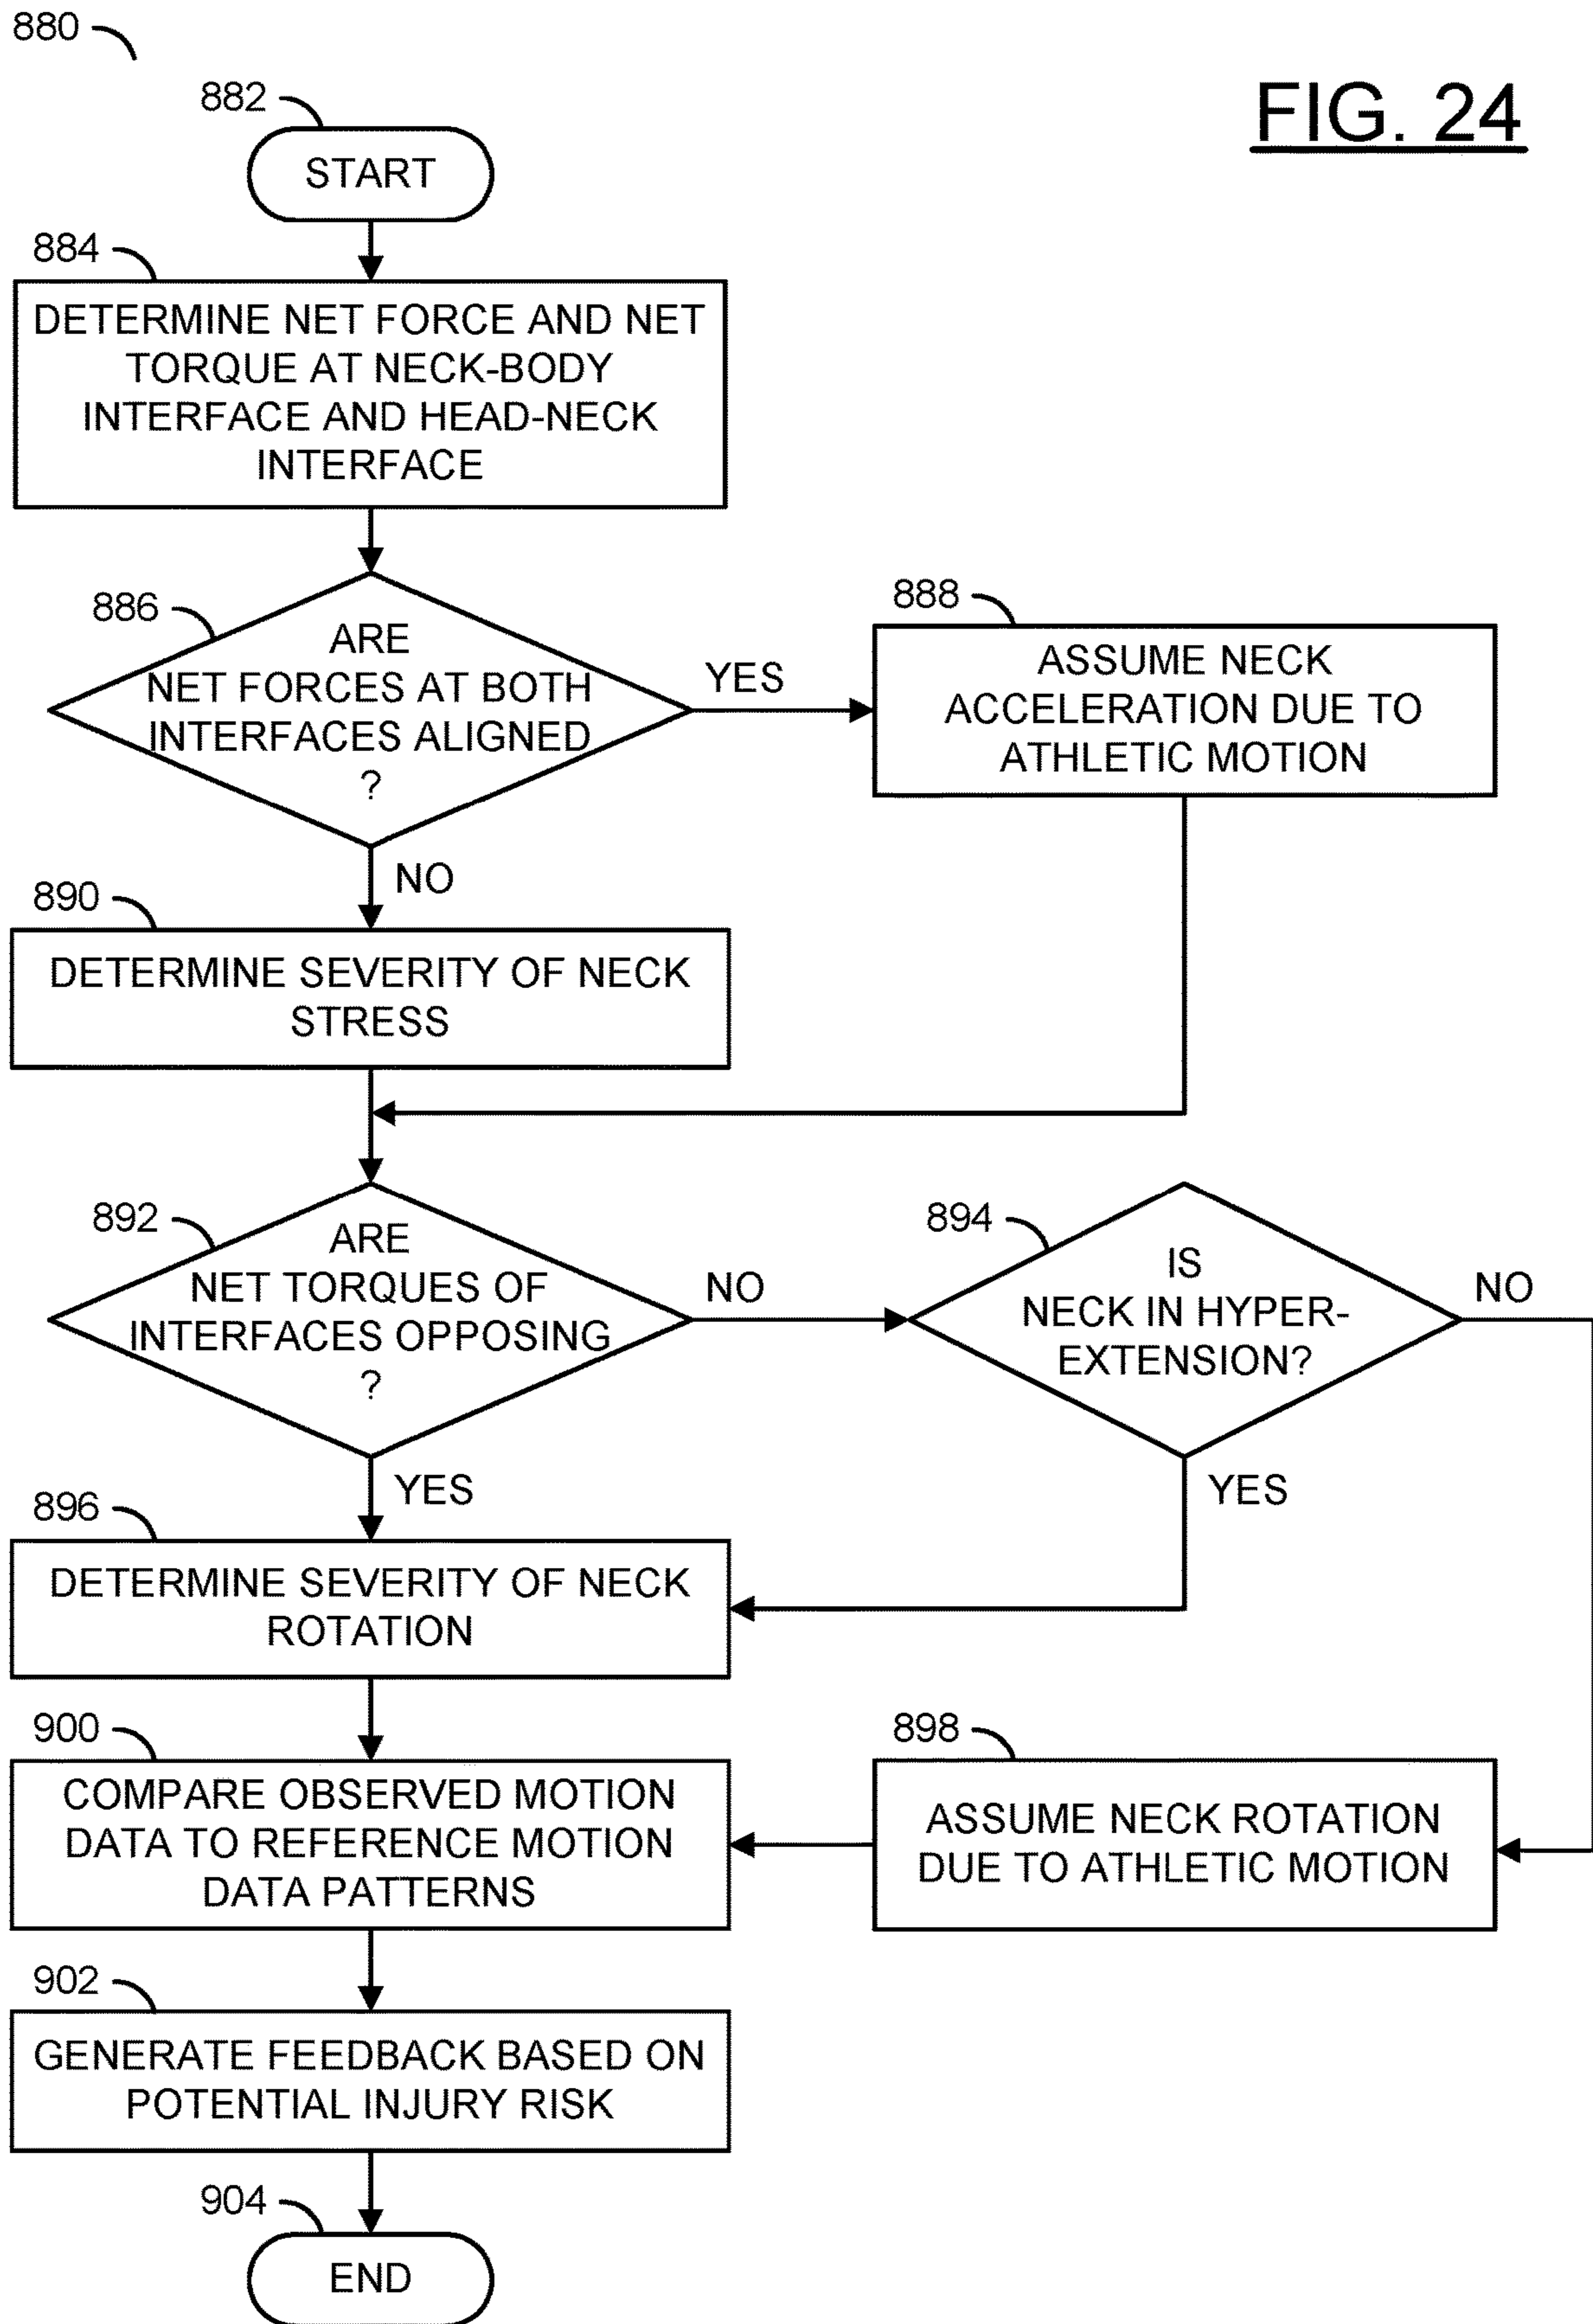 880
FIG. 24
882
START
884
DETERMINE NET FORCE AND NET
TORQUE AT NECK-BODY
INTERFACE AND HEAD-NECK
INTERFACE
886
ARE
NET FORCES AT BOTH
INTERFACES ALIGNED
?
YES
888
ASSUME NECK
ACCELERATION DUE TO
ATHLETIC MOTION
NO
890
DETERMINE SEVERITY OF NECK
STRESS
892
ARE
NET TORQUES OF
INTERFACES OPPOSING
?
NO
894
IS
NECK IN HYPER-
EXTENSION?
NO
YES
YES
896
DETERMINE SEVERITY OF NECK
ROTATION
900
COMPARE OBSERVED MOTION
DATA TO REFERENCE MOTION
DATA PATTERNS
898
ASSUME NECK ROTATION
DUE TO ATHLETIC MOTION
902
GENERATE FEEDBACK BASED ON
POTENTIAL INJURY RISK
904
END